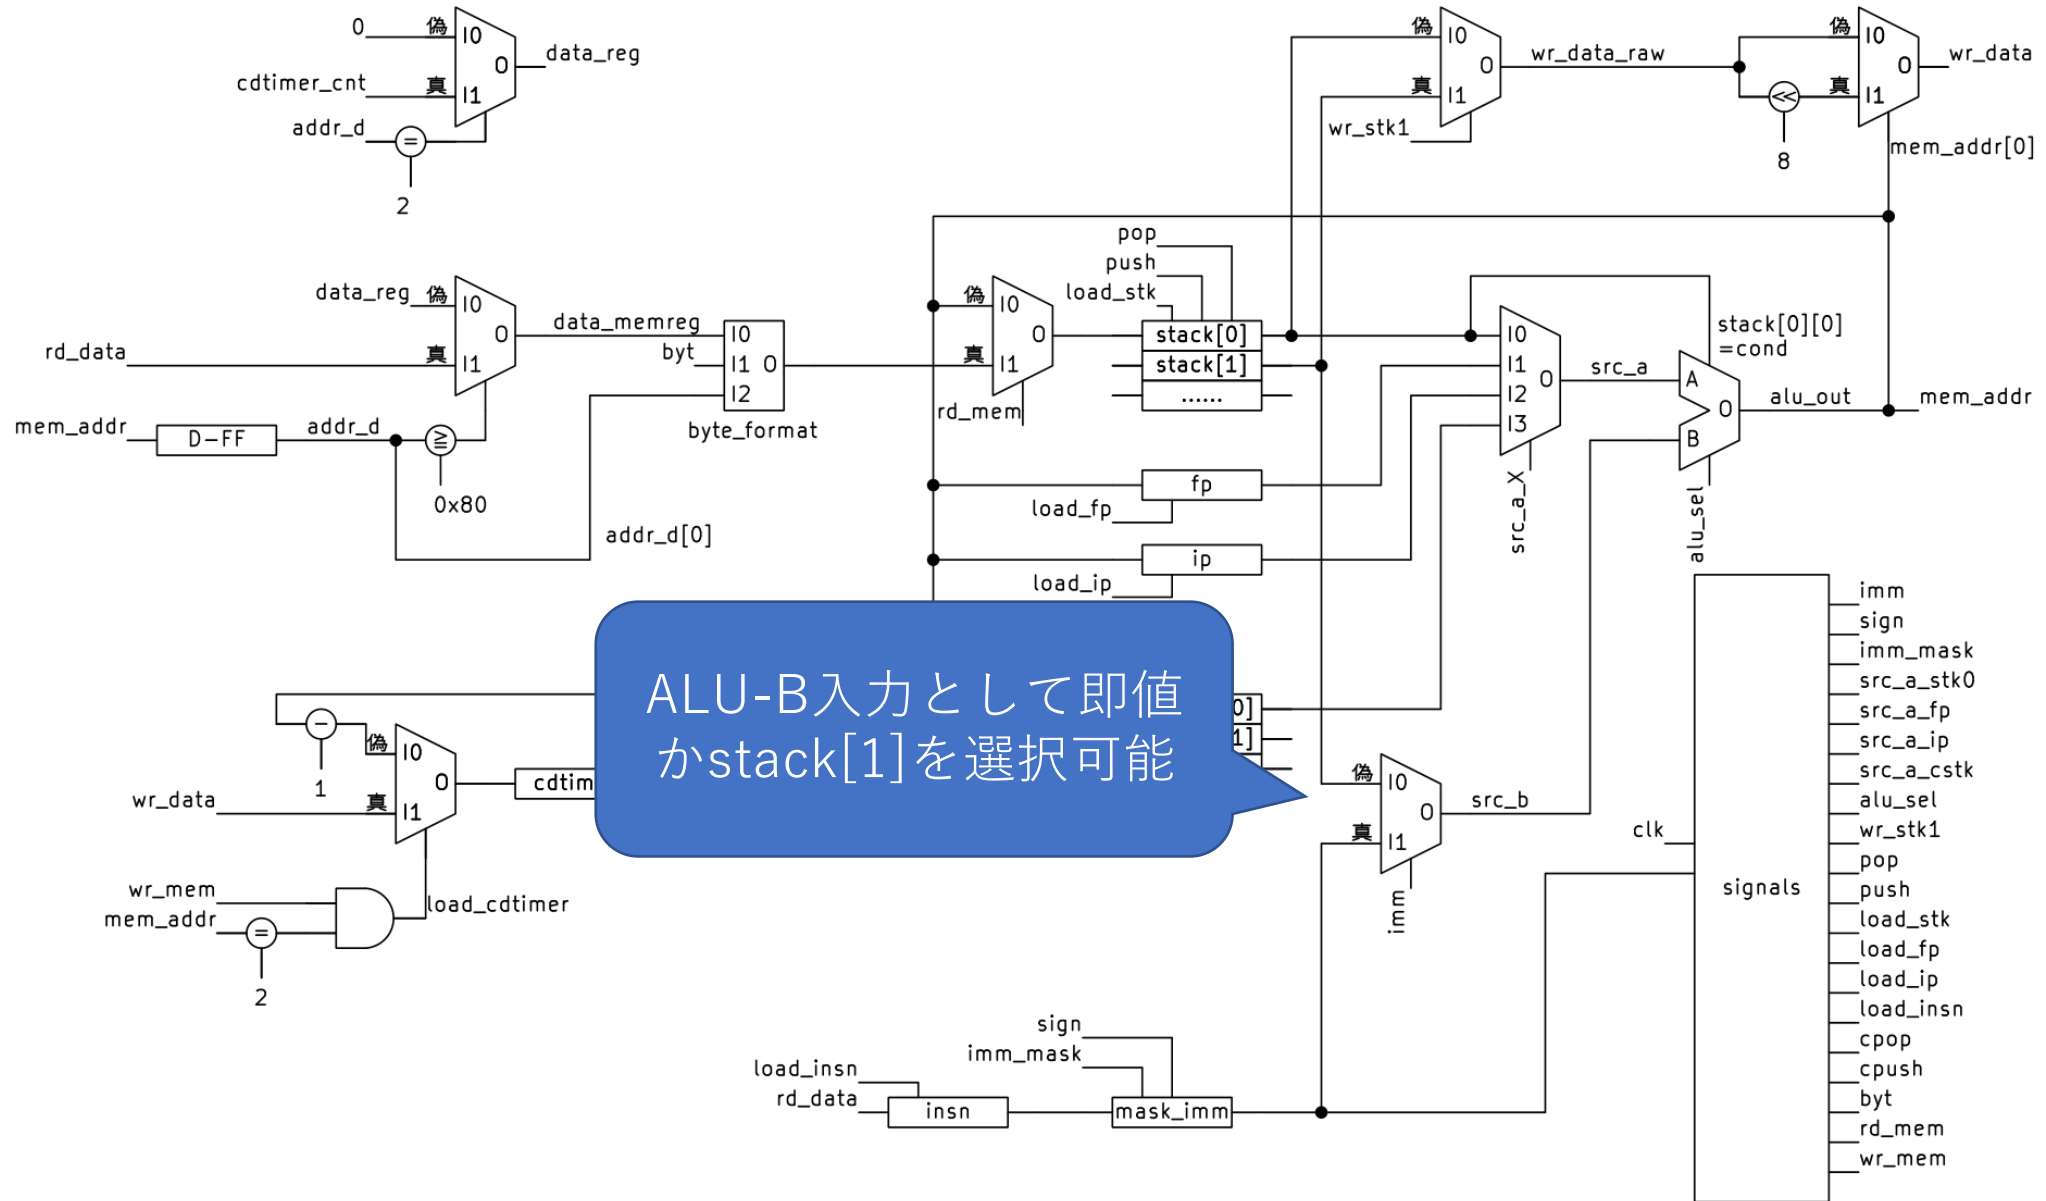 0
偽
I0
O
data_reg
cdtimer_cnt
真
I1
addr_d
=
2
偽
I0
O
wr_data_raw
真
I1
wr_stk1
偽
I0
O
wr_data
<<
真
I1
8
mem_addr[0]
data_reg
偽
I0
O
rd_data
真
I1
mem_addr
D-FF
addr_d
≧
0x80
addr_d[0]
data_memreg
I0
byt
I1
O
I2
byte_format
偽
I0
O
真
I1
rd_mem
pop
push
load_stk
stack[0]
stack[1]
......
fp
load_fp
ip
load_ip
I0
I1
I2
I3
O
src_a_X
src_a
stack[0][0]
=cond
A
B
O
alu_sel
alu_out
mem_addr
ALU-B入力として即値
かstack[1]を選択可能
0]
1]
-
1
偽
I0
O
wr_data
真
I1
cdtim
wr_mem
mem_addr
=
2
load_cdtimer
偽
I0
O
真
I1
imm
src_b
sign
imm_mask
load_insn
rd_data
insn
mask_imm
clk
signals
imm
sign
imm_mask
src_a_stk0
src_a_fp
src_a_ip
src_a_cstk
alu_sel
wr_stk1
pop
push
load_stk
load_fp
load_ip
load_insn
cpop
cpush
byt
rd_mem
wr_mem